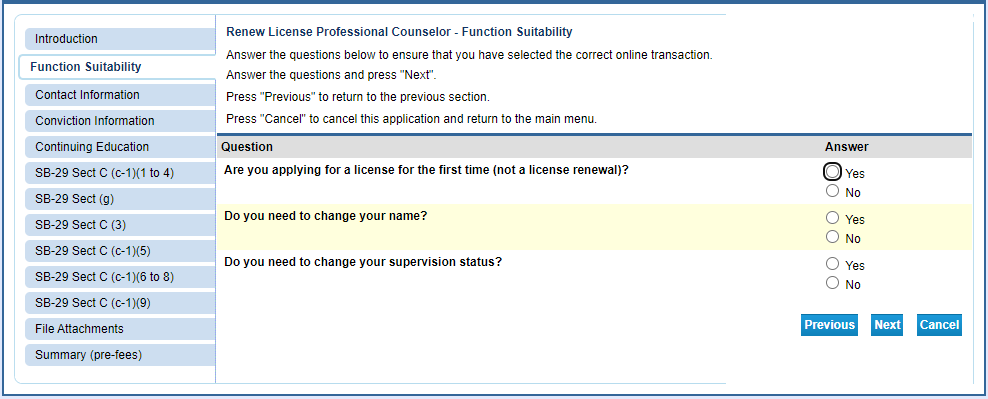 Introduction
Function Suitability
Contact Information
Conviction Information
Continuing Education
SB-29 Sect C (c-1)(1 to 4)
SB-29 Sect (g)
SB-29 Sect C (3)
SB-29 Sect C (c-1)(5)
SB-29 Sect C (c-1)(6 to 8)
SB-29 Sect C (c-1)(9)
File Attachments
Summary (pre-fees)
Renew License Professional Counselor - Function Suitability
Answer the questions below to ensure that you have selected the correct online transaction.
Answer the questions and press "Next".
Press "Previous" to return to the previous section.
Press "Cancel" to cancel this application and return to the main menu.
Question Answer
Are you applying for a license for the first time (not a license renewal)? Yes
No
Do you need to change your name? Yes
No
Do you need to change your supervision status? Yes
No
Previous Next Cancel